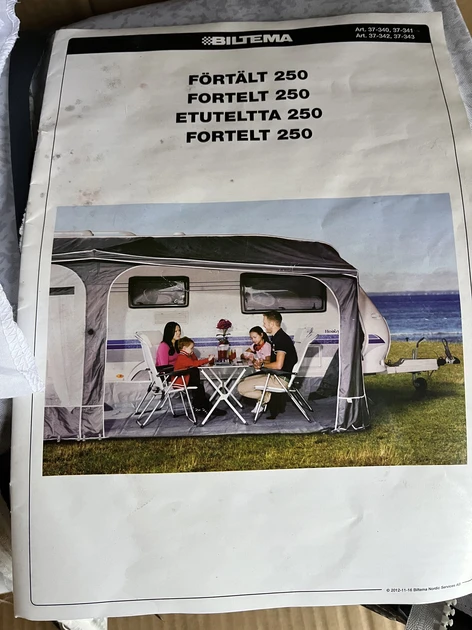 BILTEMA
Art. 37-340, 37-341
Art. 37-342, 37-343
FÖRTÄLT 250
FORTELT 250
ETUTELTTA 250
FORTELT 250
© 2012-11-16 Biltema Nordic Services